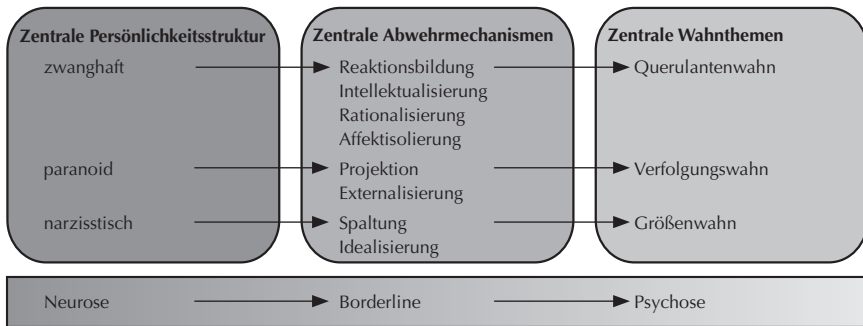 Zentrale Persönlichkeitsstruktur
zwanghaft
paranoid
narzisstisch
Zentrale Abwehrmechanismen
Reaktionsbildung
Intellektualisierung
Rationalisierung
Affektisolierung
Projektion
Externalisierung
Spaltung
Idealisierung
Zentrale Wahnthemen
Querulantenwahn
Verfolgungswahn
Größenwahn
Neurose
Borderline
Psychose